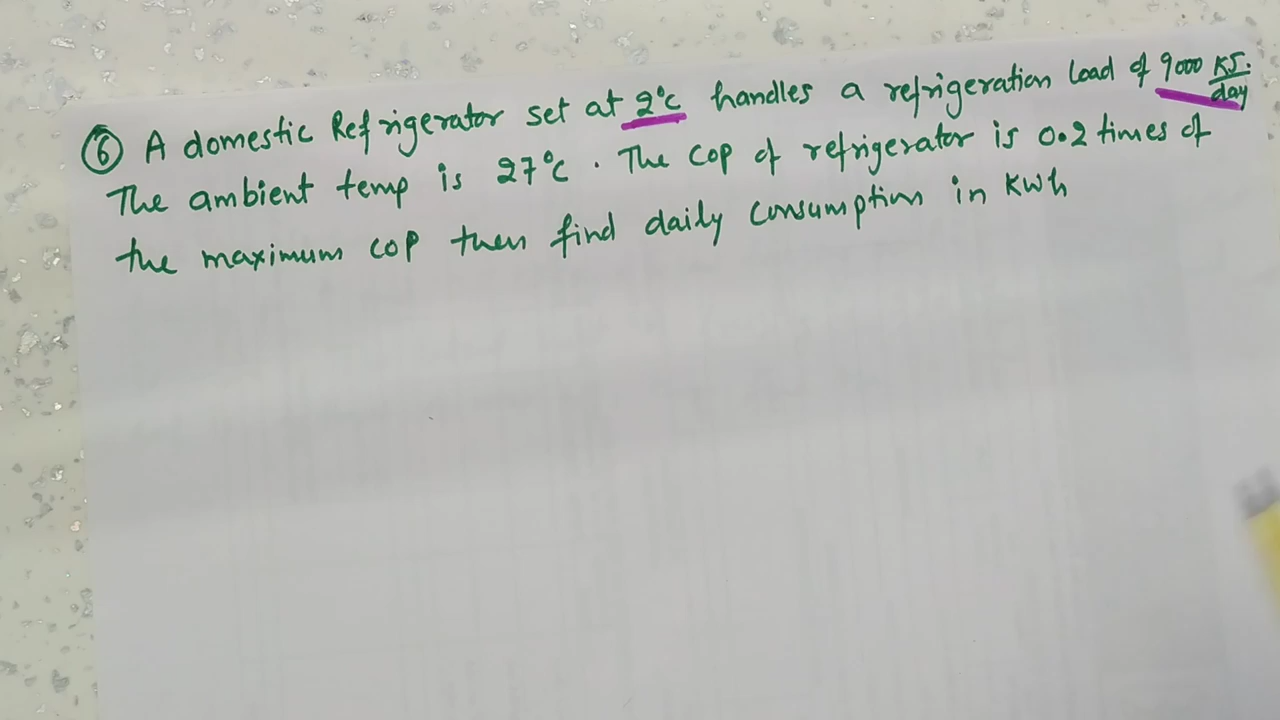 ⑥ A domestic Refrigerator set at 2°C handles a refrigeration load of 9000 KJ/day.
The ambient temp is 27°C. The COP of refrigerator is 0.2 times of
the maximum COP then find daily consumption in KWh